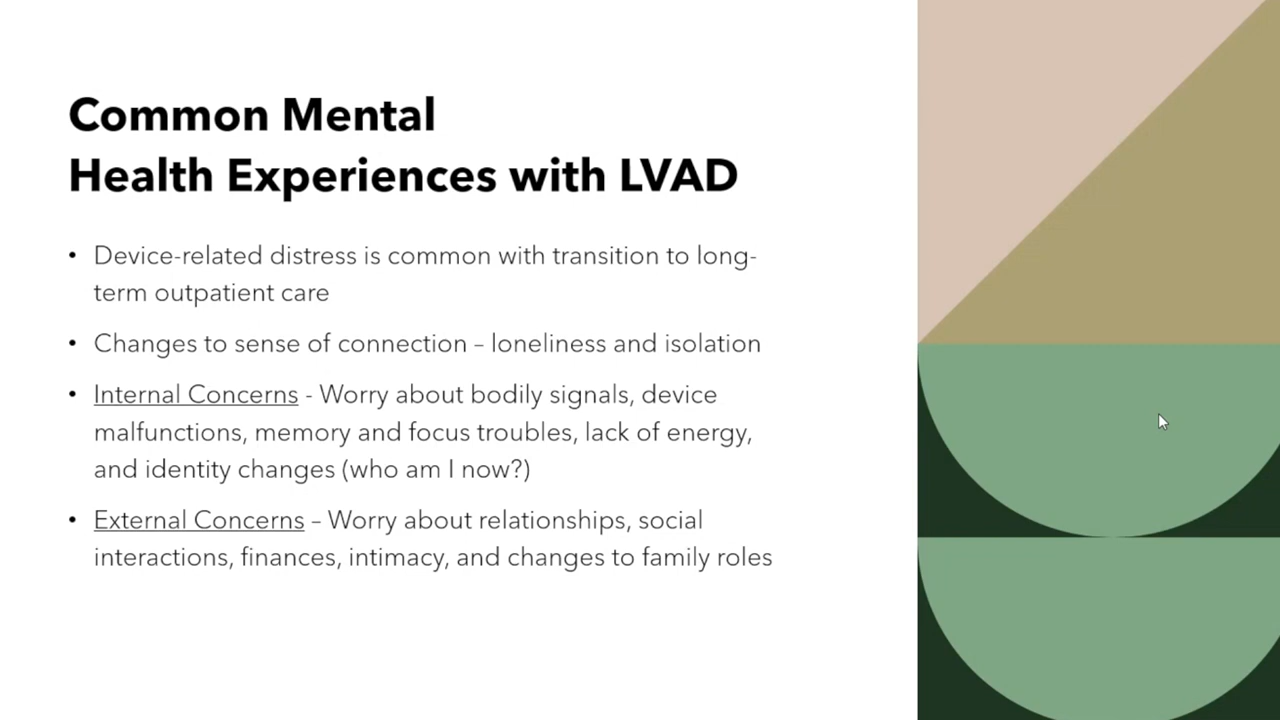 Common Mental
Health Experiences with LVAD
• Device-related distress is common with transition to long-
term outpatient care
• Changes to sense of connection – loneliness and isolation
• Internal Concerns - Worry about bodily signals, device
malfunctions, memory and focus troubles, lack of energy,
and identity changes (who am I now?)
• External Concerns – Worry about relationships, social
interactions, finances, intimacy, and changes to family roles